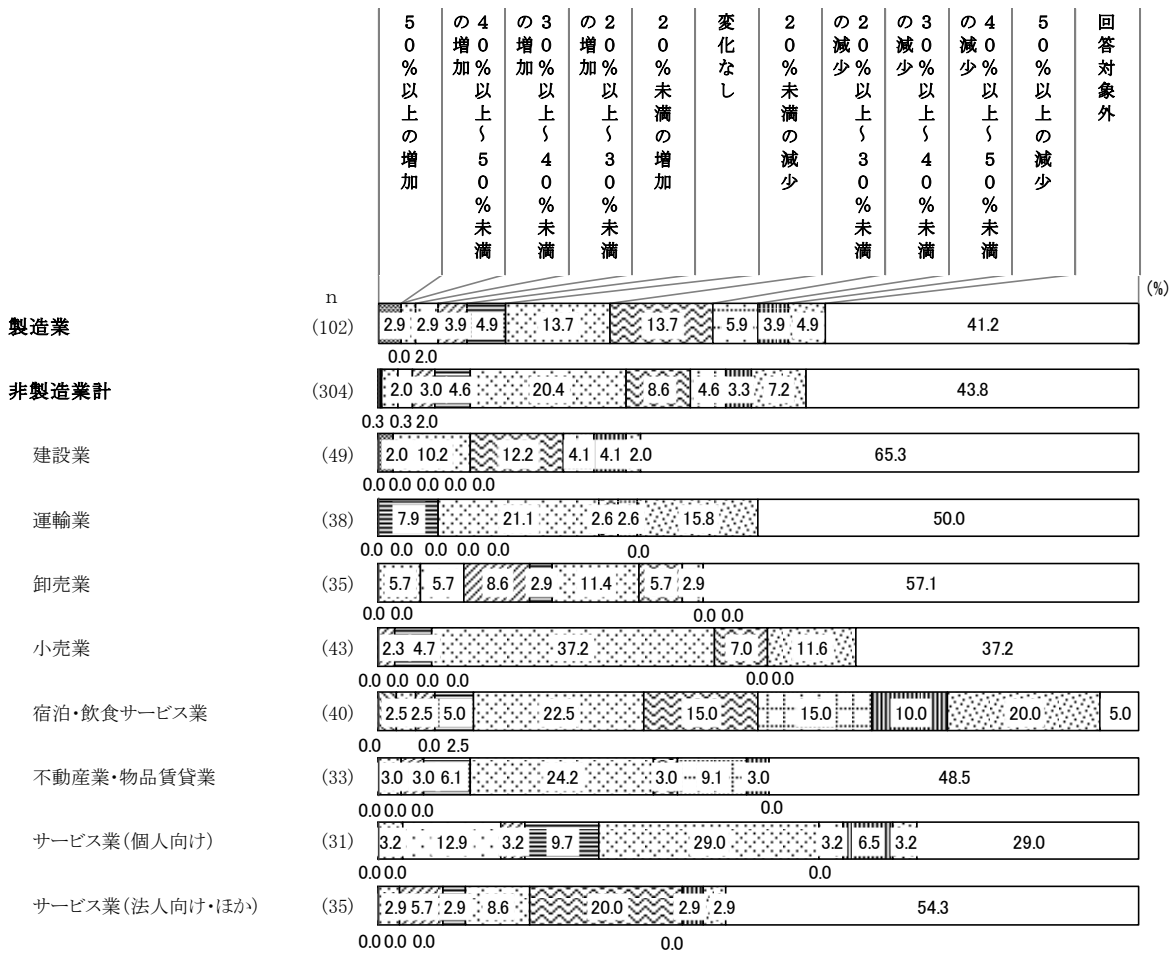 50%以上の増加
40%以上~50%未満の増加
30%以上~40%未満の増加
20%以上~30%未満の増加
20%未満の増加
変化なし
20%未満の減少
20%以上~30%未満の減少
30%以上~40%未満の減少
40%以上~50%未満の減少
50%以上の減少
回答対象外
n
(%)
製造業 (102) 2.9 2.9 3.9 4.9 13.7 13.7 5.9 3.9 4.9 41.2
0.0 2.0
非製造業計 (304) 2.0 3.0 4.6 20.4 8.6 4.6 3.3 7.2 43.8
0.3 0.3 2.0
建設業 (49) 2.0 10.2 12.2 4.1 4.1 2.0 65.3
0.0 0.0 0.0 0.0 0.0
運輸業 (38) 7.9 21.1 2.6 2.6 15.8 50.0
0.0 0.0 0.0 0.0 0.0 0.0
卸売業 (35) 5.7 5.7 8.6 2.9 11.4 5.7 2.9 57.1
0.0 0.0 0.0 0.0
小売業 (43) 2.3 4.7 37.2 7.0 11.6 37.2
0.0 0.0 0.0 0.0 0.0 0.0
宿泊・飲食サービス業 (40) 2.5 2.5 5.0 22.5 15.0 15.0 10.0 20.0 5.0
0.0 0.0 2.5
不動産業・物品賃貸業 (33) 3.0 3.0 6.1 24.2 3.0 9.1 3.0 48.5
0.0 0.0 0.0 0.0
サービス業(個人向け) (31) 3.2 12.9 3.2 9.7 29.0 3.2 6.5 3.2 29.0
0.0 0.0 0.0
サービス業(法人向け・ほか) (35) 2.9 5.7 2.9 8.6 20.0 2.9 2.9 54.3
0.0 0.0 0.0 0.0